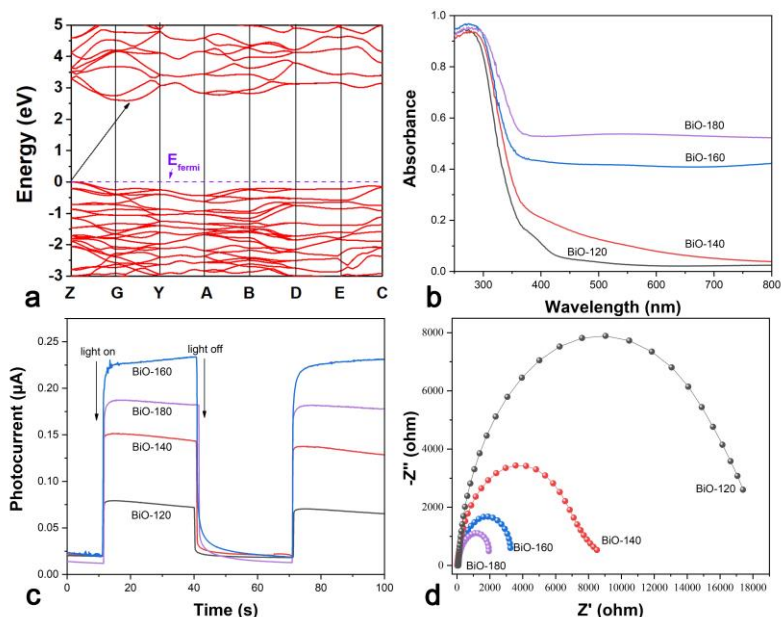 5
4
3
2
1
0
-1
-2
-3
Energy (eV)
E_fermi
Z G Y A B D E C
a
1.0
0.8
0.6
0.4
0.2
0.0
Absorbance
BiO-180
BiO-160
BiO-140
BiO-120
300 400 500 600 700 800
Wavelength (nm)
b
0.25
0.20
0.15
0.10
0.05
0.00
Photocurrent (µA)
light on
light off
BiO-160
BiO-180
BiO-140
BiO-120
0 20 40 60 80 100
Time (s)
c
8000
6000
4000
2000
0
-Z" (ohm)
BiO-120
BiO-140
BiO-160
BiO-180
0 2000 4000 6000 8000 10000 12000 14000 16000 18000
Z' (ohm)
d